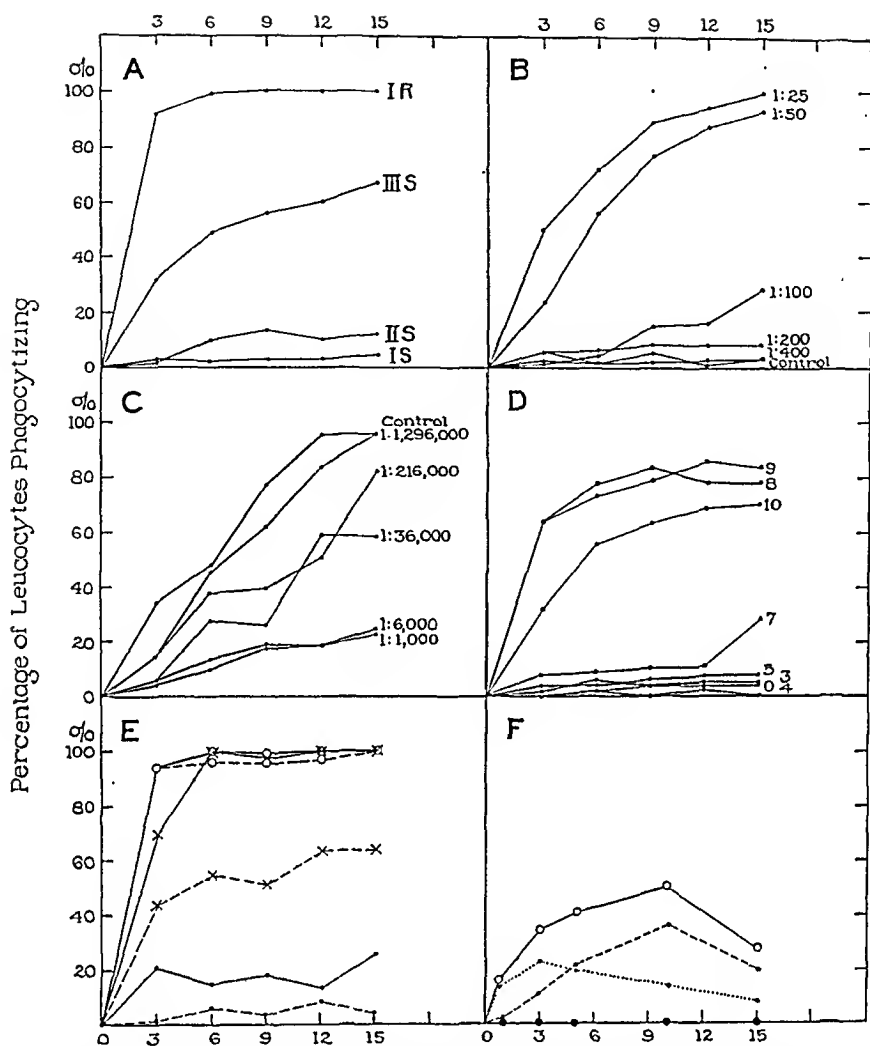 3 6 9 12 15 3 6 9 12 15
Percentage of Leucocytes Phagocytizing
%
A
100
80
60
40
20
0
IR
IIIS
IIS
IS
B
1:25
1:50
1:100
1:200
1:400
Control
%
C
100
80
60
40
20
0
Control
1:1,296,000
1:216,000
1:36,000
1:6,000
1:1,000
D
9
8
10
7
5
3
0 4
%
E
100
80
60
40
20
F
0 3 6 9 12 15 0 3 6 9 12 15